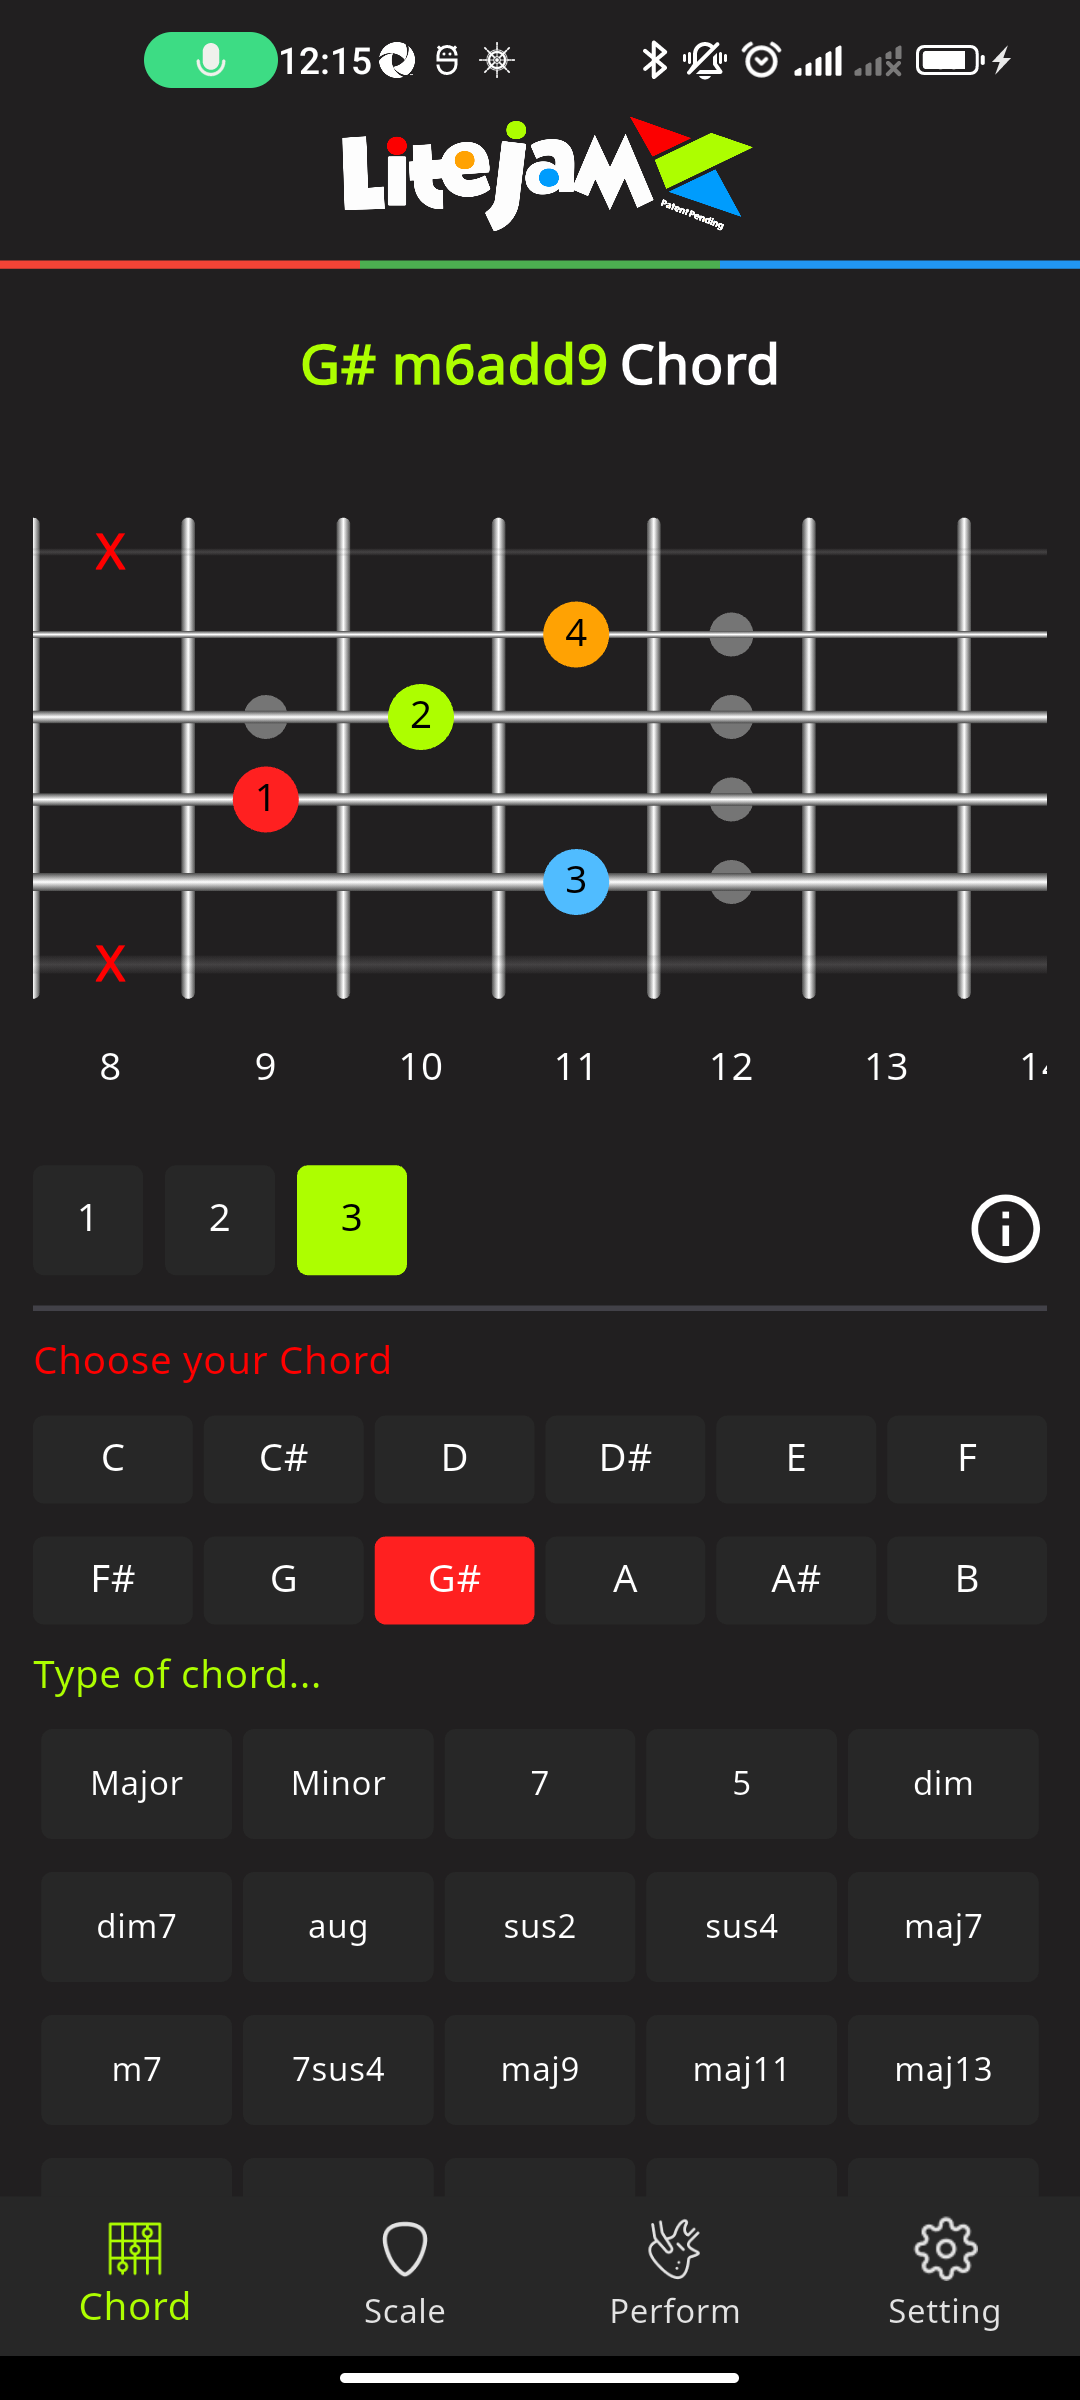 12:15
Litejam
Patent Pending
G# m6add9 Chord
X
4
2
1
3
X
8 9 10 11 12 13
1 2 3
Choose your Chord
C C# D D# E F
F# G G# A A# B
Type of chord...
Major Minor 7 5 dim
dim7 aug sus2 sus4 maj7
m7 7sus4 maj9 maj11 maj13
Chord Scale Perform Setting